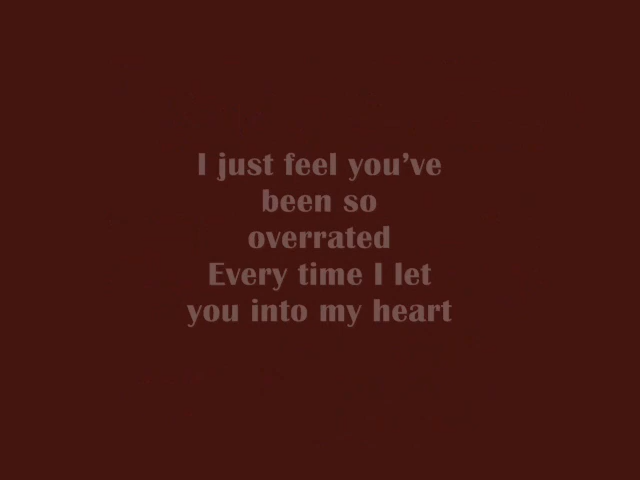 I just feel you’ve
been so
overrated
Every time I let
you into my heart